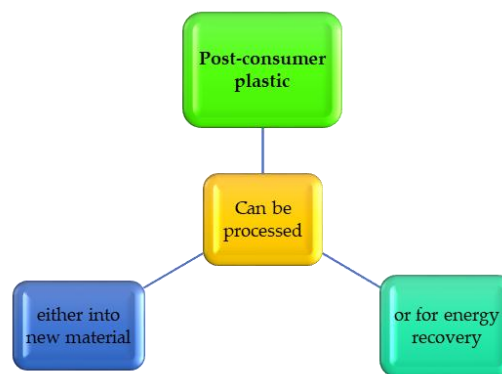 Post-consumer
plastic
Can be
processed
either into
new material
or for energy
recovery